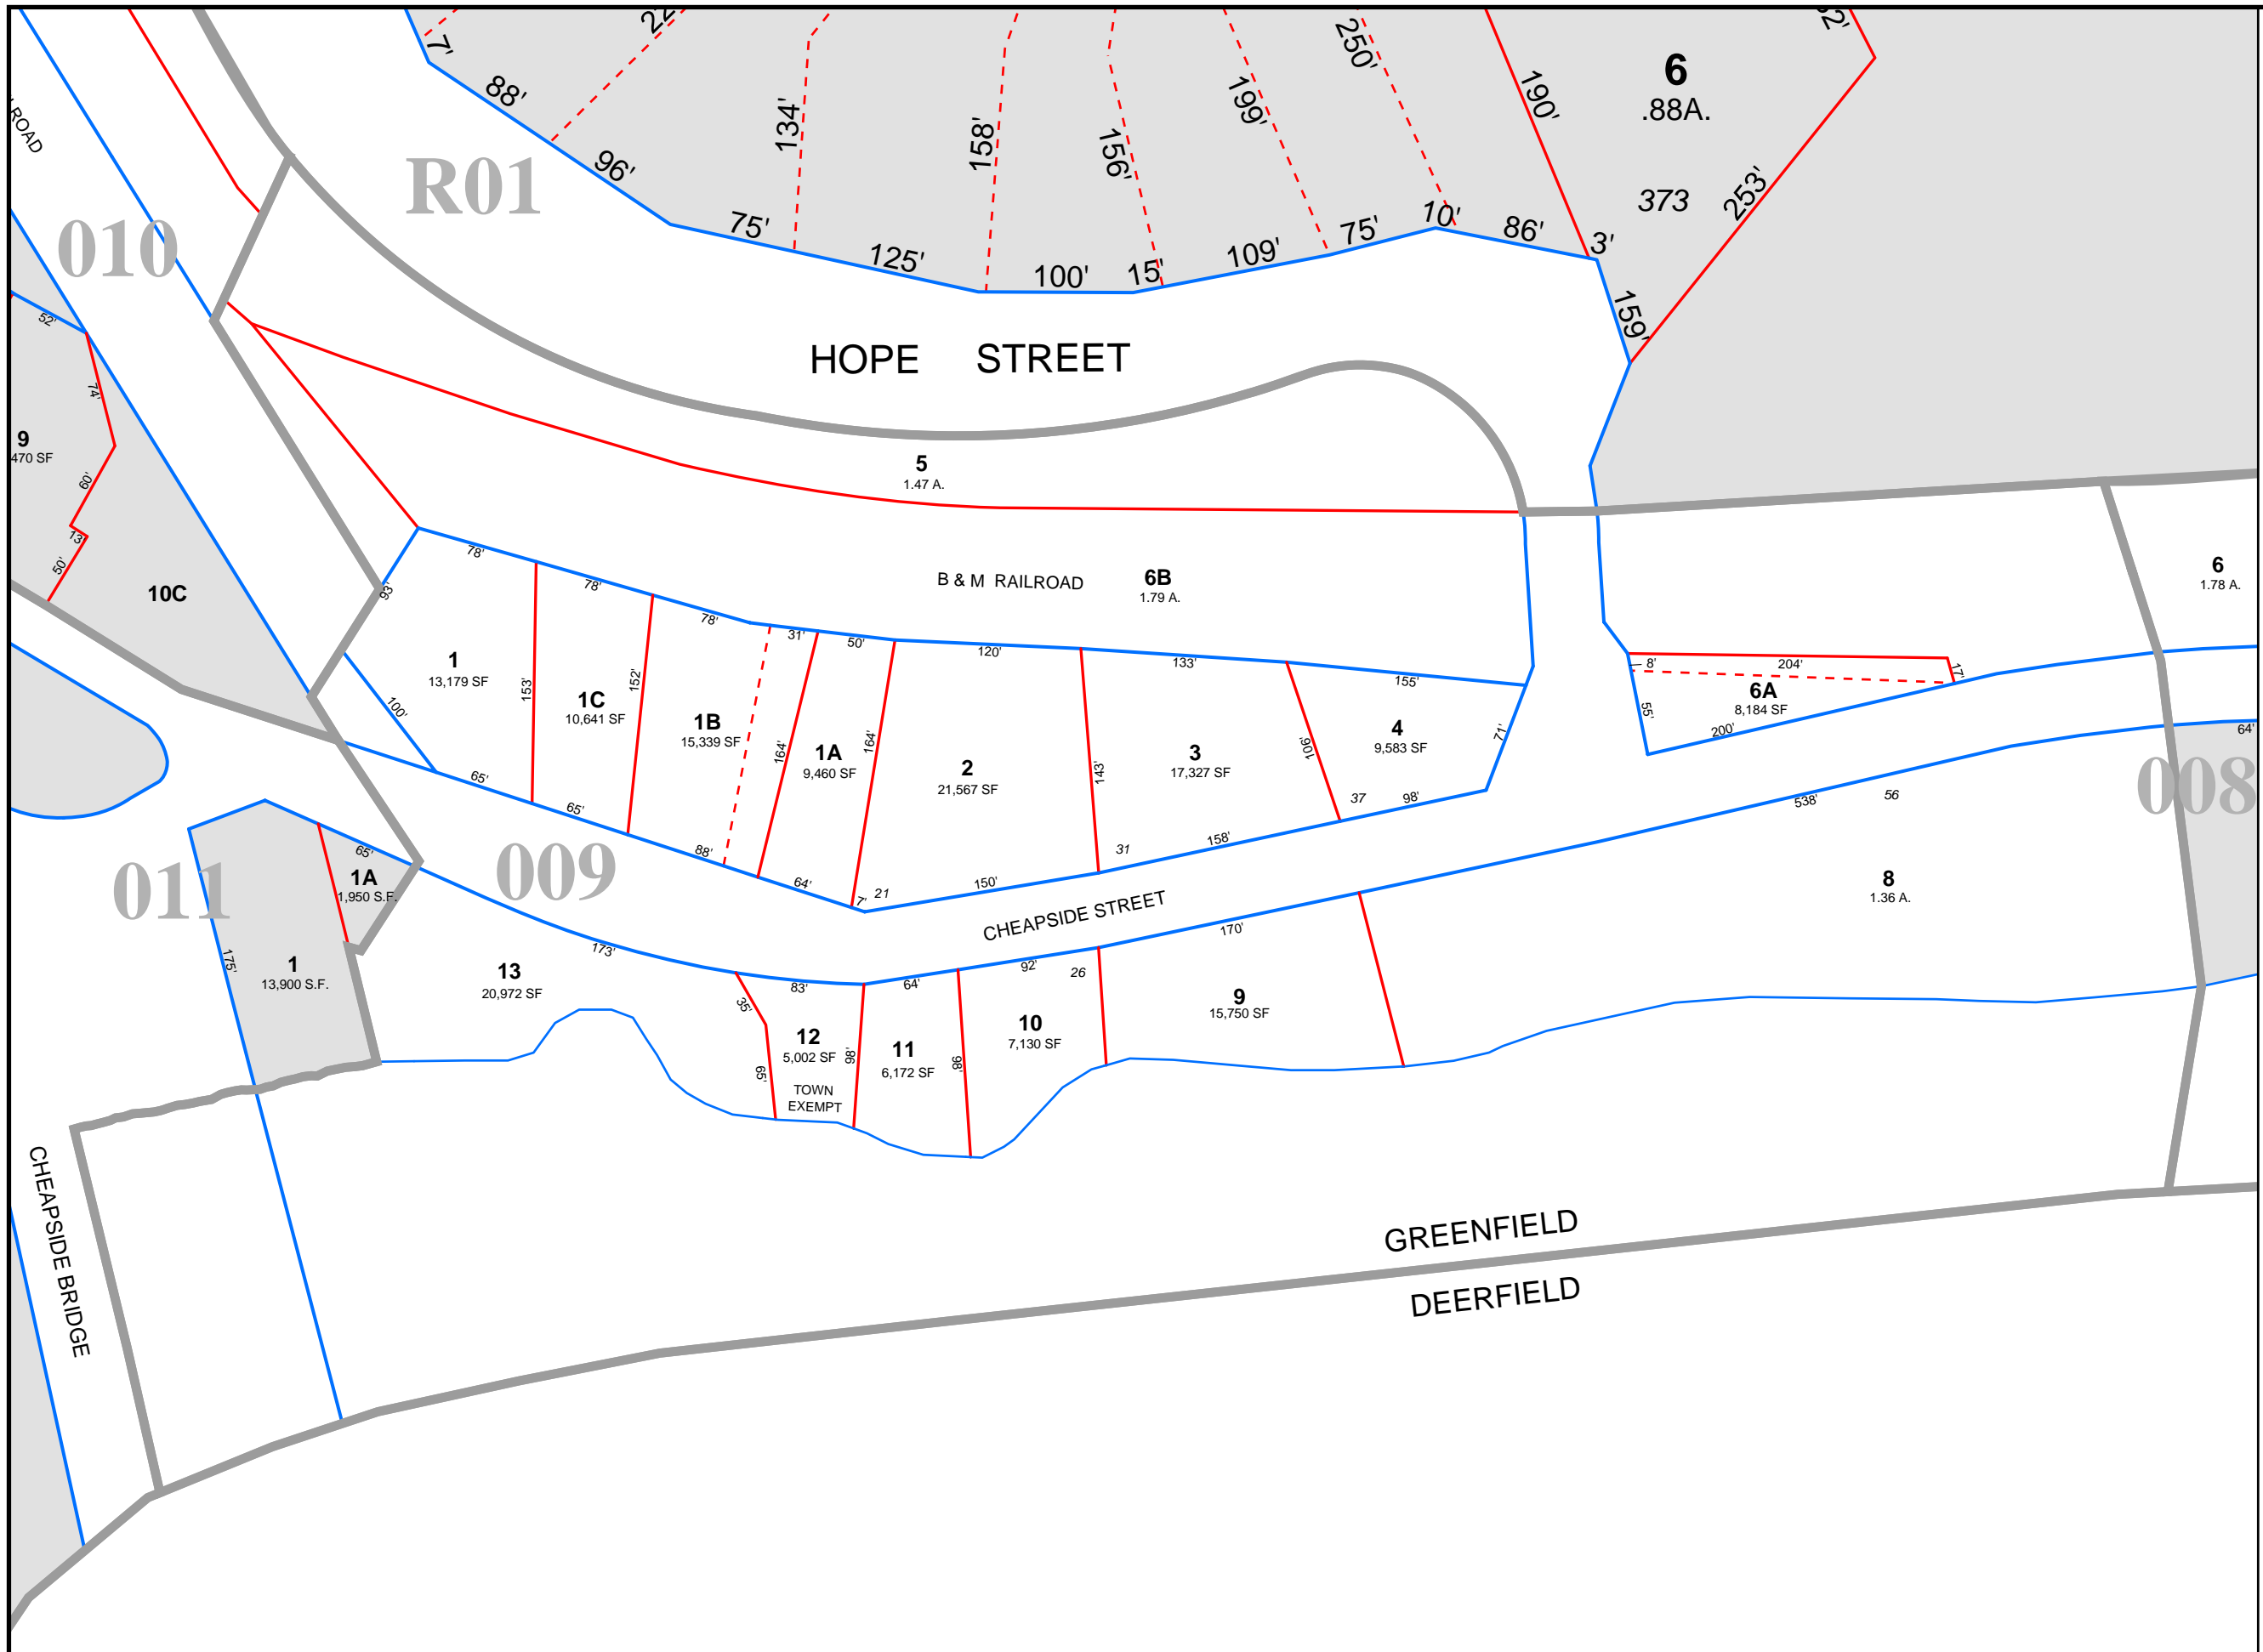 7'
88'
96'
75'
134'
125'
158'
100'
156'
15'
199'
109'
250'
75'
10'
190'
86'
3'
159'
6
.88A.
373
253'
R01
010
HOPE STREET
52'
74'
9
470 SF
60'
13'
50'
10C
5
1.47 A.
B & M RAILROAD
6B
1.79 A.
6
1.78 A.
78'
78'
78'
31'
50'
120'
133'
155'
93'
100'
1
13,179 SF
153'
1C
10,641 SF
152'
1B
15,339 SF
164'
1A
9,460 SF
164'
2
21,567 SF
143'
3
17,327 SF
106'
4
9,583 SF
71'
8'
204'
17'
6A
8,184 SF
55'
200'
64'
65'
65'
88'
64'
7'
21
150'
31
158'
37
98'
538'
56
008
009
011
CHEAPSIDE STREET
65'
1A
1,950 S.F.
1
13,900 S.F.
175'
173'
13
20,972 SF
83'
35'
65'
12
5,002 SF
TOWN
EXEMPT
98'
64'
11
6,172 SF
98'
92'
26
10
7,130 SF
170'
9
15,750 SF
8
1.36 A.
CHEAPSIDE BRIDGE
GREENFIELD
DEERFIELD